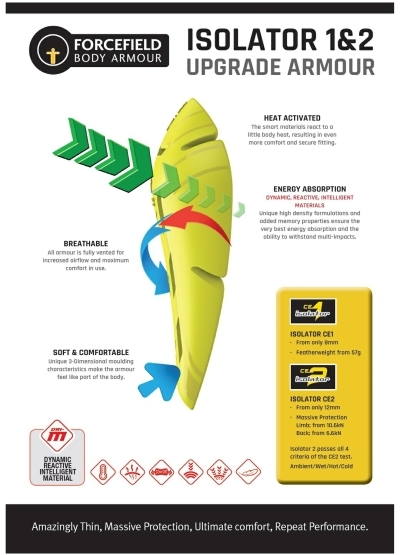 FORCEFIELD
BODY ARMOUR
ISOLATOR 1&2
UPGRADE ARMOUR
HEAT ACTIVATED
The smart materials react to a
little body heat, resulting in even
more comfort and secure fitting.
ENERGY ABSORPTION
DYNAMIC, REACTIVE, INTELLIGENT
MATERIALS
Unique high density formulations and
added memory properties ensure the
very best energy absorption and the
ability to withstand multi-impacts.
BREATHABLE
All armour is fully vented for
increased airflow and maximum
comfort in use.
SOFT & COMFORTABLE
Unique 3-Dimensional moulding
characteristics make the armour
feel like part of the body.
CE 1
isolator
ISOLATOR CE1
- From only 8mm
- Featherweight from 57g
CE 2
isolator
ISOLATOR CE2
- From only 12mm
- Massive Protection
Limb: from 10.6kN
Back: from 6.6kN
Isolator 2 passes all 4
criteria of the CE2 test.
Ambient/Wet/Hot/Cold
DRI-
m
DYNAMIC
REACTIVE
INTELLIGENT
MATERIAL
Amazingly Thin, Massive Protection, Ultimate comfort, Repeat Performance.